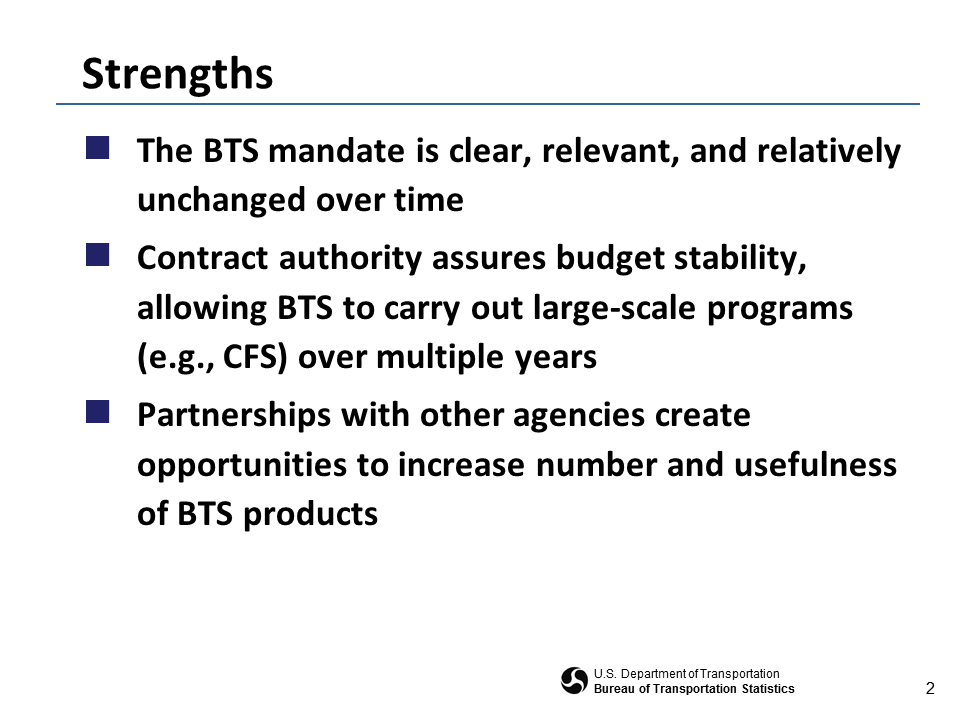 Strengths
The BTS mandate is clear, relevant, and relatively
unchanged over time
Contract authority assures budget stability,
allowing BTS to carry out large-scale programs
(e.g., CFS) over multiple years
Partnerships with other agencies create
opportunities to increase number and usefulness
of BTS products
U.S. Department of Transportation
Bureau of Transportation Statistics
2